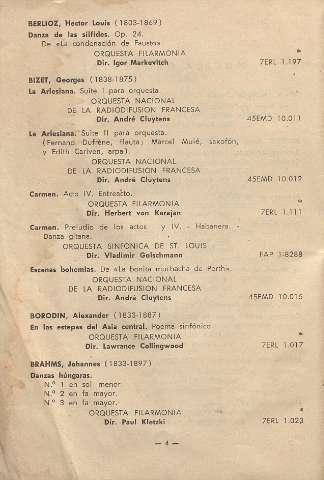 BERLIOZ, Hector Louis (1803-1869)
Danza de las sílfides. Op. 24.
De «La condenación de Fausto»
ORQUESTA FILARMONIA *
Dir. Igor Markevitch 7ERL 1.197
BIZET, Georges (1838-1875)
La Arlesiana. Suite I para orquesta
ORQUESTA NACIONAL
DE LA RADIODIFUSION FRANCESA
Dir. André Cluytens 45EMD 10.011
La Arlesiana. Suite II para orquesta.
(Fernand Dufrène, flauta; Marcel Mulé, saxofón,
y Edith Cariven, arpa).
ORQUESTA NACIONAL
DE LA RADIODIFUSION FRANCESA
Dir. André Cluytens 45EMD 10.012
Carmen. Acto IV. Entreacto.
ORQUESTA FILARMONIA *
Dir. Herbert von Karajan 7ERL 1.111
Carmen. Preludio de los actos y IV. - Habanera. -
Danza gitana.
ORQUESTA SINFONICA DE ST. LOUIS
Dir. Vladimir Golschmann EAP 1-8288
Escenas bohemias. De «La bonita muchacha de Perth».
ORQUESTA NACIONAL
DE LA RADIODIFUSION FRANCESA
Dir. André Cluytens 45EMD 10.015
BORODIN, Alexander (1833-1887)
En las estepas del Asia central. Poema sinfónico
ORQUESTA FILARMONIA *
Dir. Lawrance Collingwood 7ERL 1.017
BRAHMS, Johannes (1833-1897)
Danzas húngaras.
N.º 1 en sol menor.
N.º 2 en fa mayor.
N.º 3 en fa mayor.
ORQUESTA FILARMONIA *
Dir. Paul Kletzki 7ERL 1.023
— 4 —